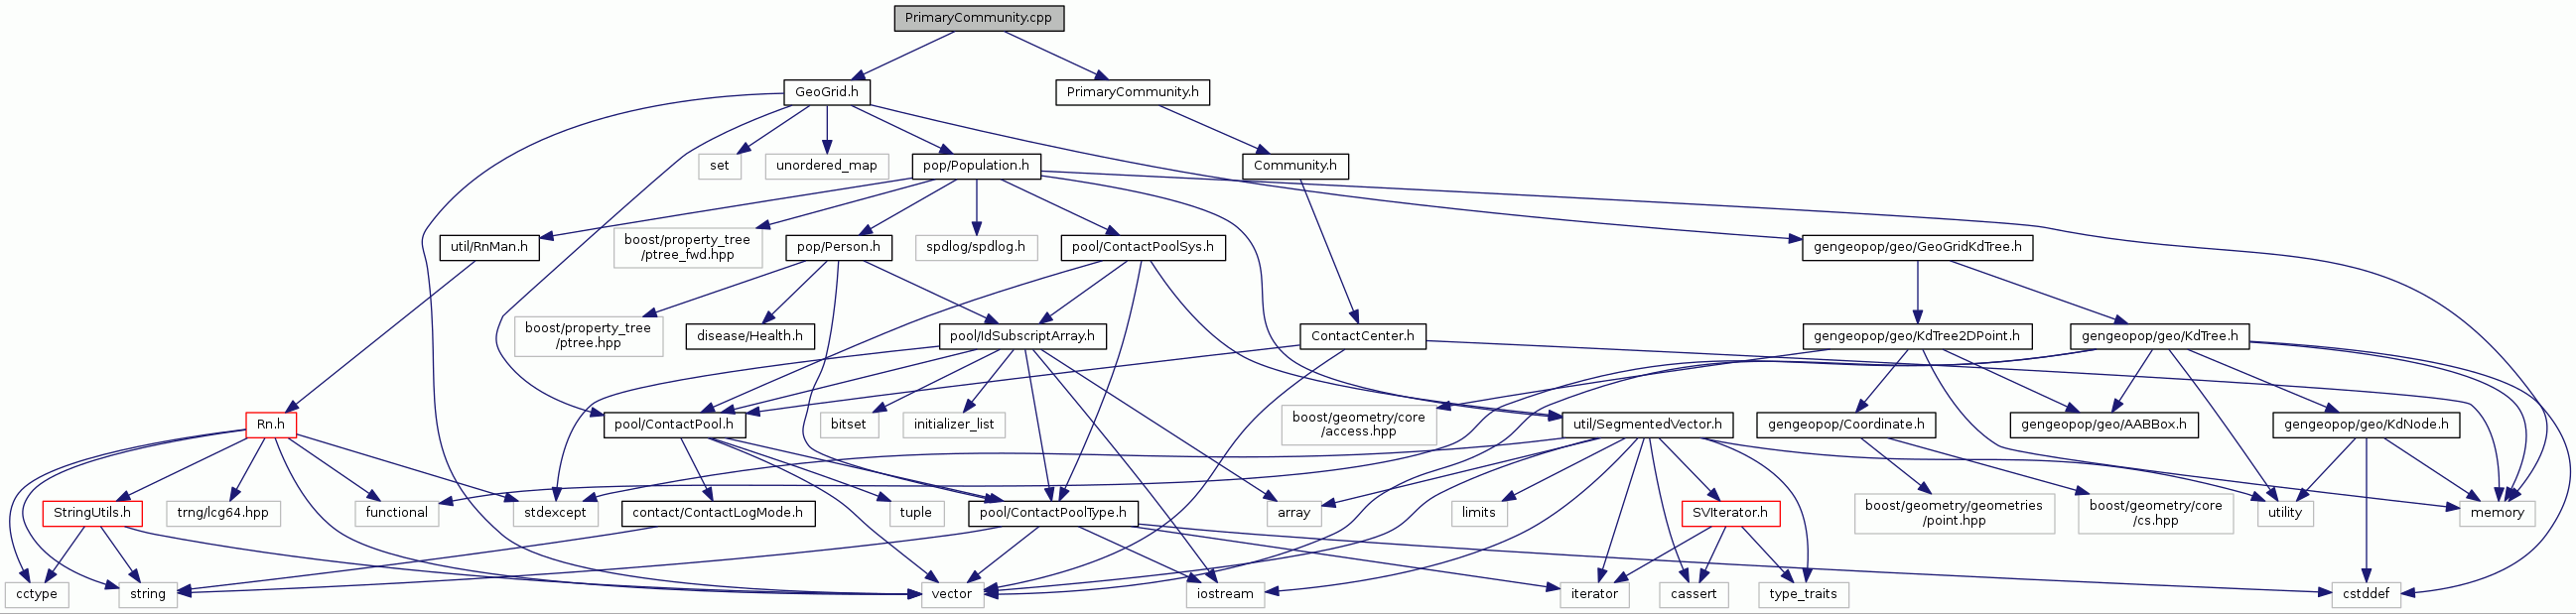 PrimaryCommunity.cpp
GeoGrid.h
PrimaryCommunity.h
set
unordered_map
pop/Population.h
Community.h
util/RnMan.h
boost/property_tree
/ptree_fwd.hpp
pop/Person.h
spdlog/spdlog.h
pool/ContactPoolSys.h
gengeopop/geo/GeoGridKdTree.h
boost/property_tree
/ptree.hpp
disease/Health.h
pool/IdSubscriptArray.h
ContactCenter.h
gengeopop/geo/KdTree2DPoint.h
gengeopop/geo/KdTree.h
Rn.h
pool/ContactPool.h
bitset
initializer_list
boost/geometry/core
/access.hpp
util/SegmentedVector.h
gengeopop/Coordinate.h
gengeopop/geo/AABBox.h
gengeopop/geo/KdNode.h
StringUtils.h
trng/lcg64.hpp
functional
stdexcept
contact/ContactLogMode.h
tuple
pool/ContactPoolType.h
array
limits
SVIterator.h
boost/geometry/geometries
/point.hpp
boost/geometry/core
/cs.hpp
utility
memory
cctype
string
vector
iostream
iterator
cassert
type_traits
cstddef